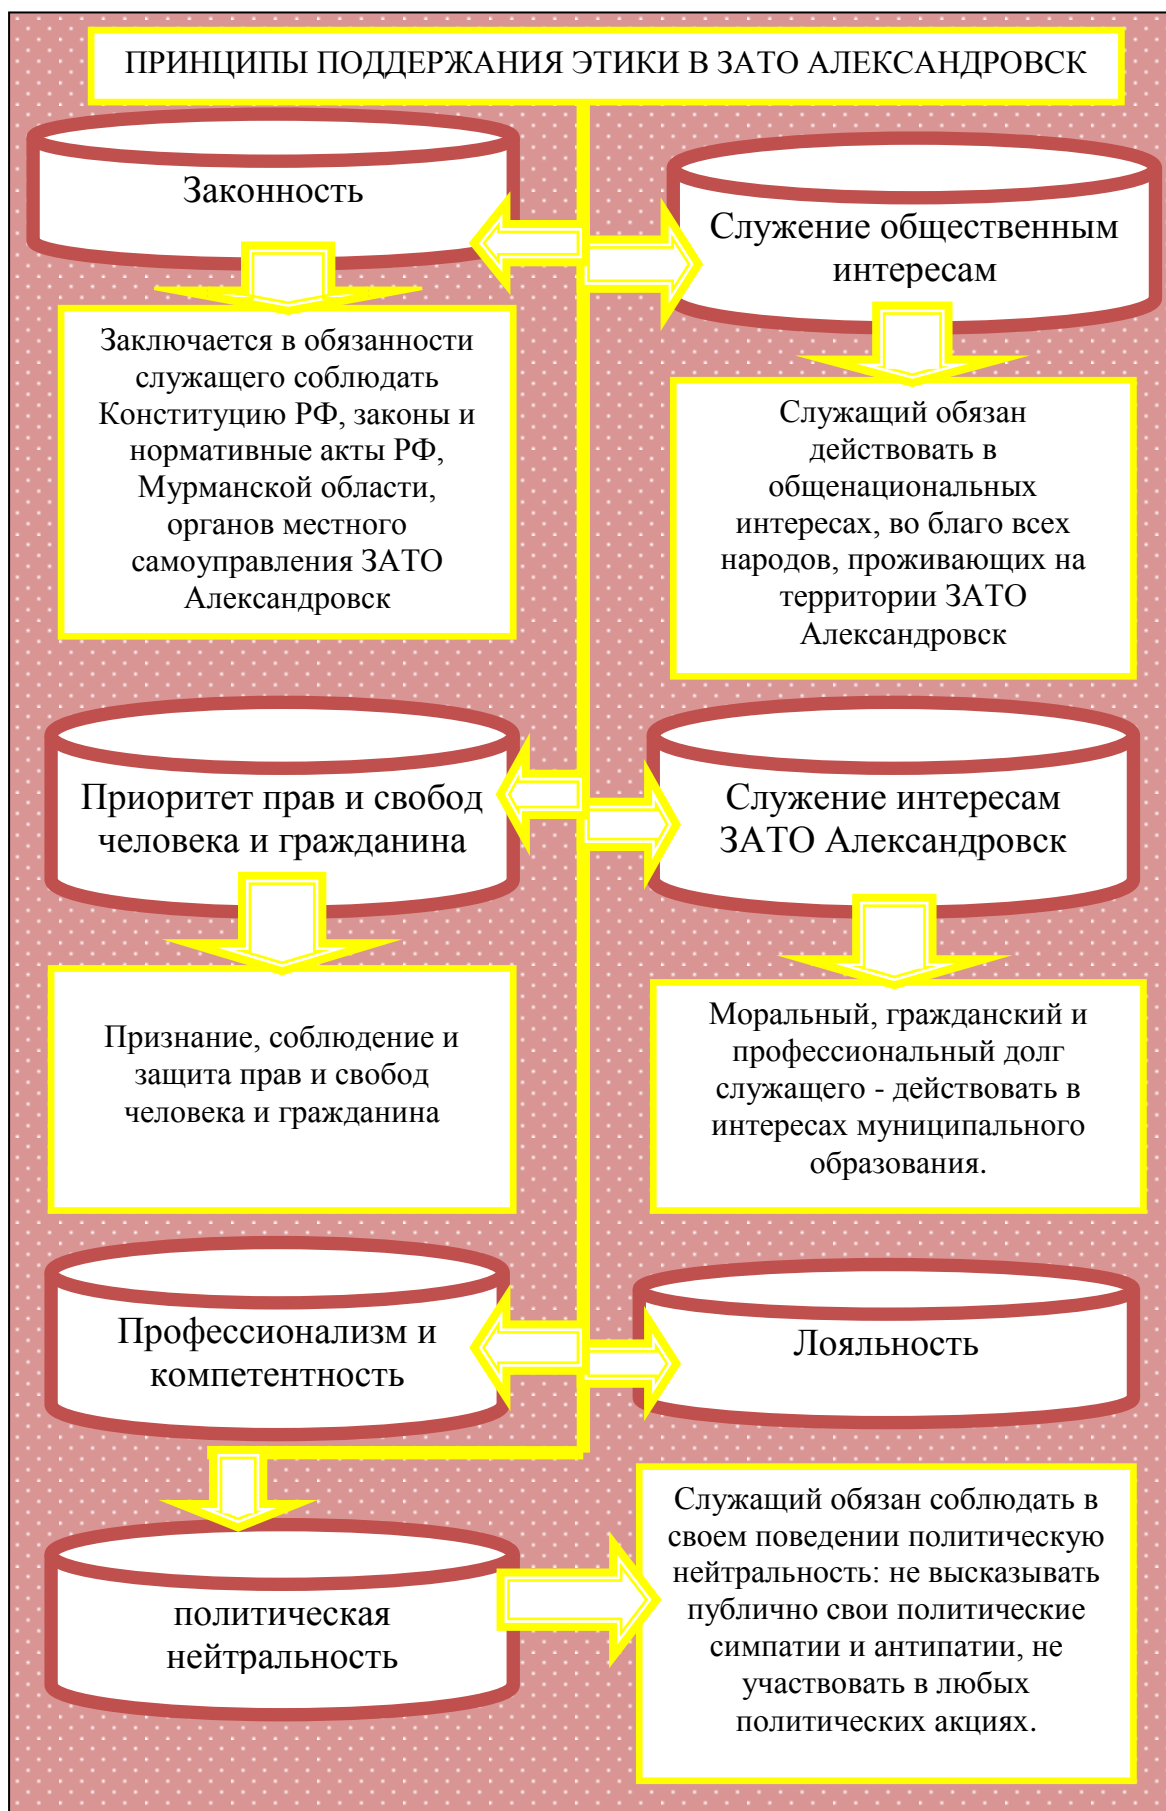 ПРИНЦИПЫ ПОДДЕРЖАНИЯ ЭТИКИ В ЗАТО АЛЕКСАНДРОВСК
Законность
Служение общественным
интересам
Заключается в обязанности
служащего соблюдать
Конституцию РФ, законы и
нормативные акты РФ,
Мурманской области,
органов местного
самоуправления ЗАТО
Александровск
Служащий обязан
действовать в
общенациональных
интересах, во благо всех
народов, проживающих на
территории ЗАТО
Александровск
Приоритет прав и свобод
человека и гражданина
Служение интересам
ЗАТО Александровск
Признание, соблюдение и
защита прав и свобод
человека и гражданина
Моральный, гражданский и
профессиональный долг
служащего - действовать в
интересах муниципального
образования.
Профессионализм и
компетентность
Лояльность
политическая
нейтральность
Служащий обязан соблюдать в
своем поведении политическую
нейтральность: не высказывать
публично свои политические
симпатии и антипатии, не
участвовать в любых
политических акциях.